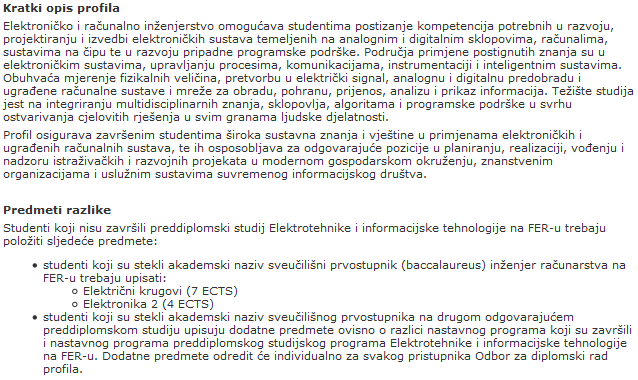 Kratki opis profila
Elektroničko i računalno inženjerstvo omogućava studentima postizanje kompetencija potrebnih u razvoju,
projektiranju i izvedbi elektroničkih sustava temeljenih na analognim i digitalnim sklopovima, računalima,
sustavima na čipu te u razvoju pripadne programske podrške. Područja primjene postignutih znanja su u
elektroničkim sustavima, upravljanju procesima, komunikacijama, instrumentaciji i inteligentnim sustavima.
Obuhvaća mjerenje fizikalnih veličina, pretvorbu u električki signal, analognu i digitalnu predobradu i
ugrađene računalne sustave i mreže za obradu, pohranu, prijenos, analizu i prikaz informacija. Težište studija
jest na integriranju multidisciplinarnih znanja, sklopovlja, algoritama i programske podrške u svrhu
ostvarivanja cjelovitih rješenja u svim granama ljudske djelatnosti.
Profil osigurava završenim studentima široka sustavna znanja i vještine u primjenama elektroničkih i
ugrađenih računalnih sustava, te ih osposobljava za odgovarajuće pozicije u planiranju, realizaciji, vođenju i
nadzoru istraživačkih i razvojnih projekata u modernom gospodarskom okruženju, znanstvenim
organizacijama i uslužnim sustavima suvremenog informacijskog društva.
Predmeti razlike
Studenti koji nisu završili preddiplomski studij Elektrotehnike i informacijske tehnologije na FER-u trebaju
položiti sljedeće predmete:
• studenti koji su stekli akademski naziv sveučilišni prvostupnik (baccalaureus) inženjer računarstva na
FER-u trebaju upisati:
◦ Električni krugovi (7 ECTS)
◦ Elektronika 2 (4 ECTS)
• studenti koji su stekli akademski naziv sveučilišnog prvostupnika na drugom odgovarajućem
preddiplomskom studiju upisuju dodatne predmete ovisno o razlici nastavnog programa koji su završili
i nastavnog programa preddiplomskog studijskog programa Elektrotehnike i informacijske tehnologije
na FER-u. Dodatne predmete odredit će individualno za svakog pristupnika Odbor za diplomski rad
profila.